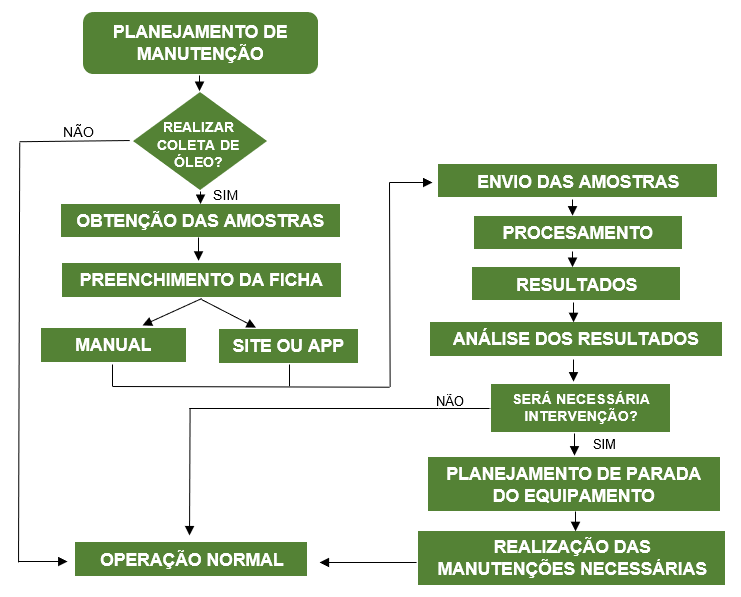 PLANEJAMENTO DE
MANUTENÇÃO
REALIZAR
COLETA DE
ÓLEO?
NÃO
SIM
OBTENÇÃO DAS AMOSTRAS
PREENCHIMENTO DA FICHA
MANUAL
SITE OU APP
ENVIO DAS AMOSTRAS
PROCESAMENTO
RESULTADOS
ANÁLISE DOS RESULTADOS
SERÁ NECESSÁRIA
INTERVENÇÃO?
NÃO
SIM
PLANEJAMENTO DE PARADA
DO EQUIPAMENTO
REALIZAÇÃO DAS
MANUTENÇÕES NECESSÁRIAS
OPERAÇÃO NORMAL